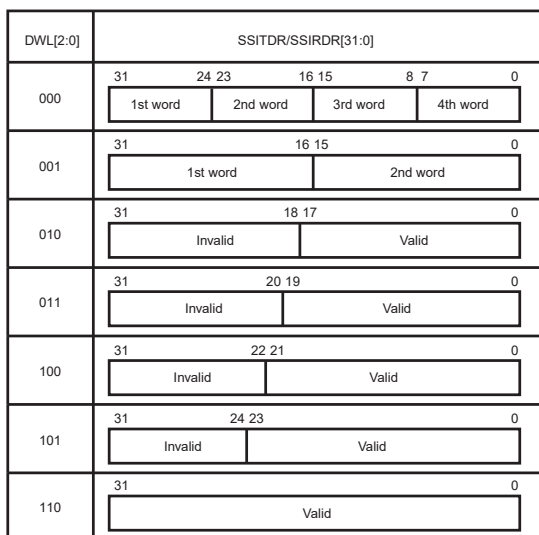 DWL[2:0] SSITDR/SSIRDR[31:0]
31 24 23 16 15 8 7 0
000 1st word 2nd word 3rd word 4th word
31 16 15 0
001 1st word 2nd word
31 18 17 0
010 Invalid Valid
31 20 19 0
011 Invalid Valid
31 22 21 0
100 Invalid Valid
31 24 23 0
101 Invalid Valid
31 0
110 Valid